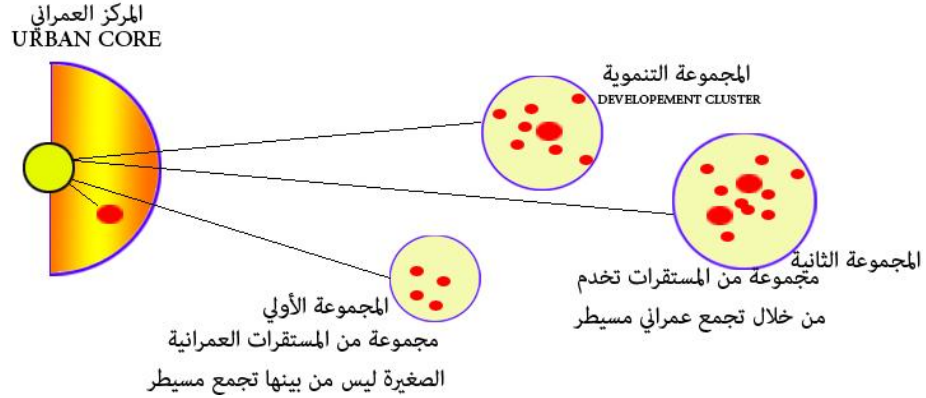 المركز العمراني
URBAN CORE
المجموعة التنموية
DEVELOPEMENT CLUSTER
المجموعة الثانية
مجموعة من المستقرات تخدم
من خلال تجمع عمراني مسيطر
المجموعة الأولي
مجموعة من المستقرات العمرانية
الصغيرة ليس من بينها تجمع مسيطر